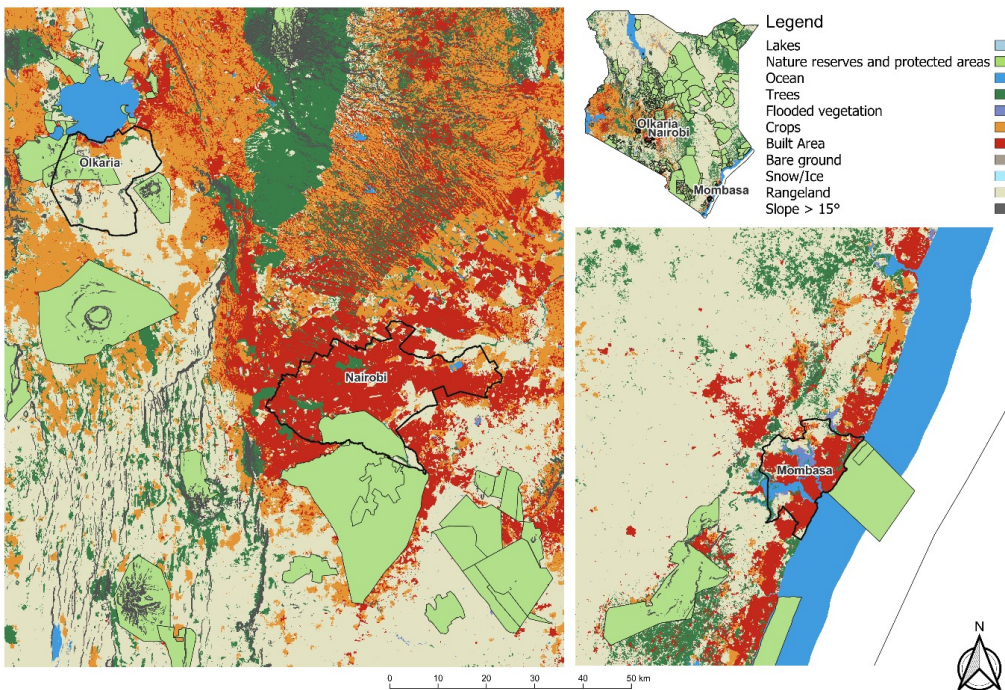 Olkaria
Nairobi
Olkaria
Nairobi
Mombasa
Legend
Lakes
Nature reserves and protected areas
Ocean
Trees
Flooded vegetation
Crops
Built Area
Bare ground
Snow/Ice
Rangeland
Slope > 15°
Mombasa
0 10 20 30 40 50 km
N